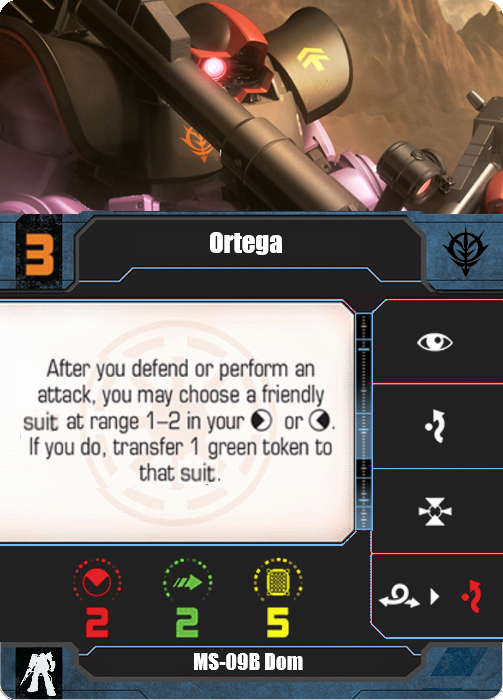 3
Ortega
After you defend or perform an
attack, you may choose a friendly
suit at range 1–2 in your or .
If you do, transfer 1 green token to
that suit.
2 2 5
MS-09B Dom